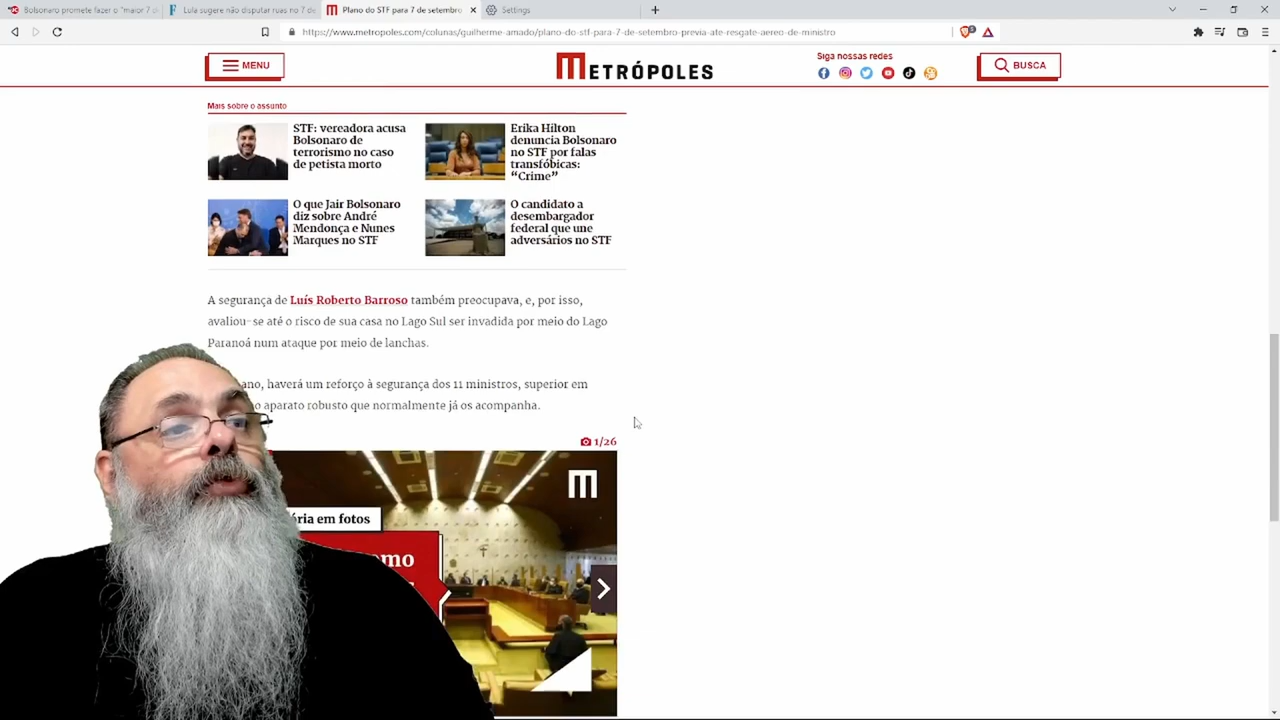 Bolsonaro promete fazer o "maior 7 d
Lula sugere não disputar ruas no 7 de
Plano do STF para 7 de setembro
Settings
https://www.metropoles.com/colunas/guilherme-amado/plano-do-stf-para-7-de-setembro-previa-ate-resgate-aereo-de-ministro
MENU
METRÓPOLES
Siga nossas redes
BUSCA
Mais sobre o assunto
STF: vereadora acusa
Bolsonaro de
terrorismo no caso
de petista morto
Erika Hilton
denuncia Bolsonaro
no STF por falas
transfóbicas:
“Crime”
O que Jair Bolsonaro
diz sobre André
Mendonça e Nunes
Marques no STF
O candidato a
desembargador
federal que une
adversários no STF
A segurança de Luís Roberto Barroso também preocupava, e, por isso,
avaliou-se até o risco de sua casa no Lago Sul ser invadida por meio do Lago
Paranoá num ataque por meio de lanchas.
ano, haverá um reforço à segurança dos 11 ministros, superior em
o aparato robusto que normalmente já os acompanha.
1/26
ória em fotos
omo